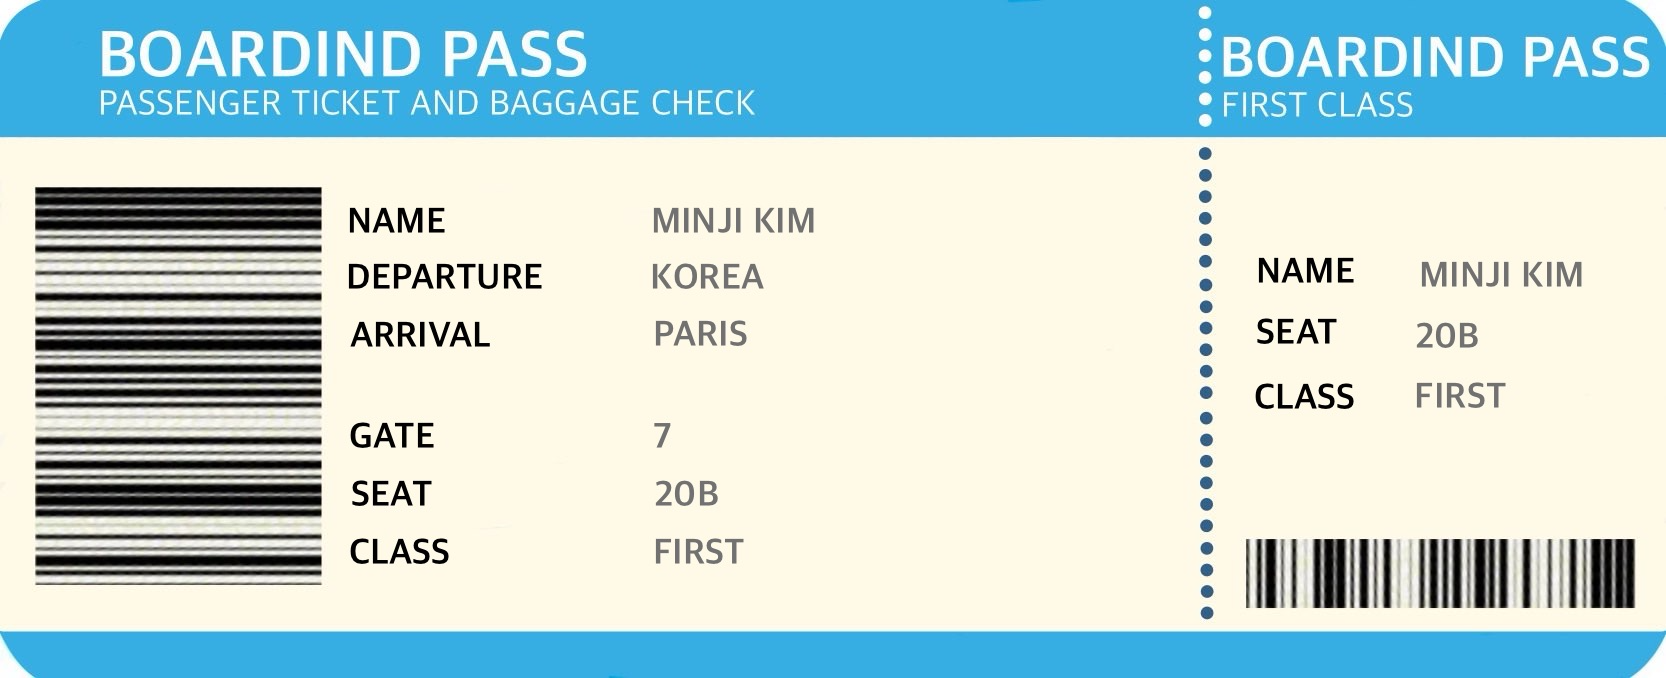 BOARDIND PASS
PASSENGER TICKET AND BAGGAGE CHECK
NAME MINJI KIM
DEPARTURE KOREA
ARRIVAL PARIS
GATE 7
SEAT 20B
CLASS FIRST
BOARDIND PASS
FIRST CLASS
NAME MINJI KIM
SEAT 20B
CLASS FIRST